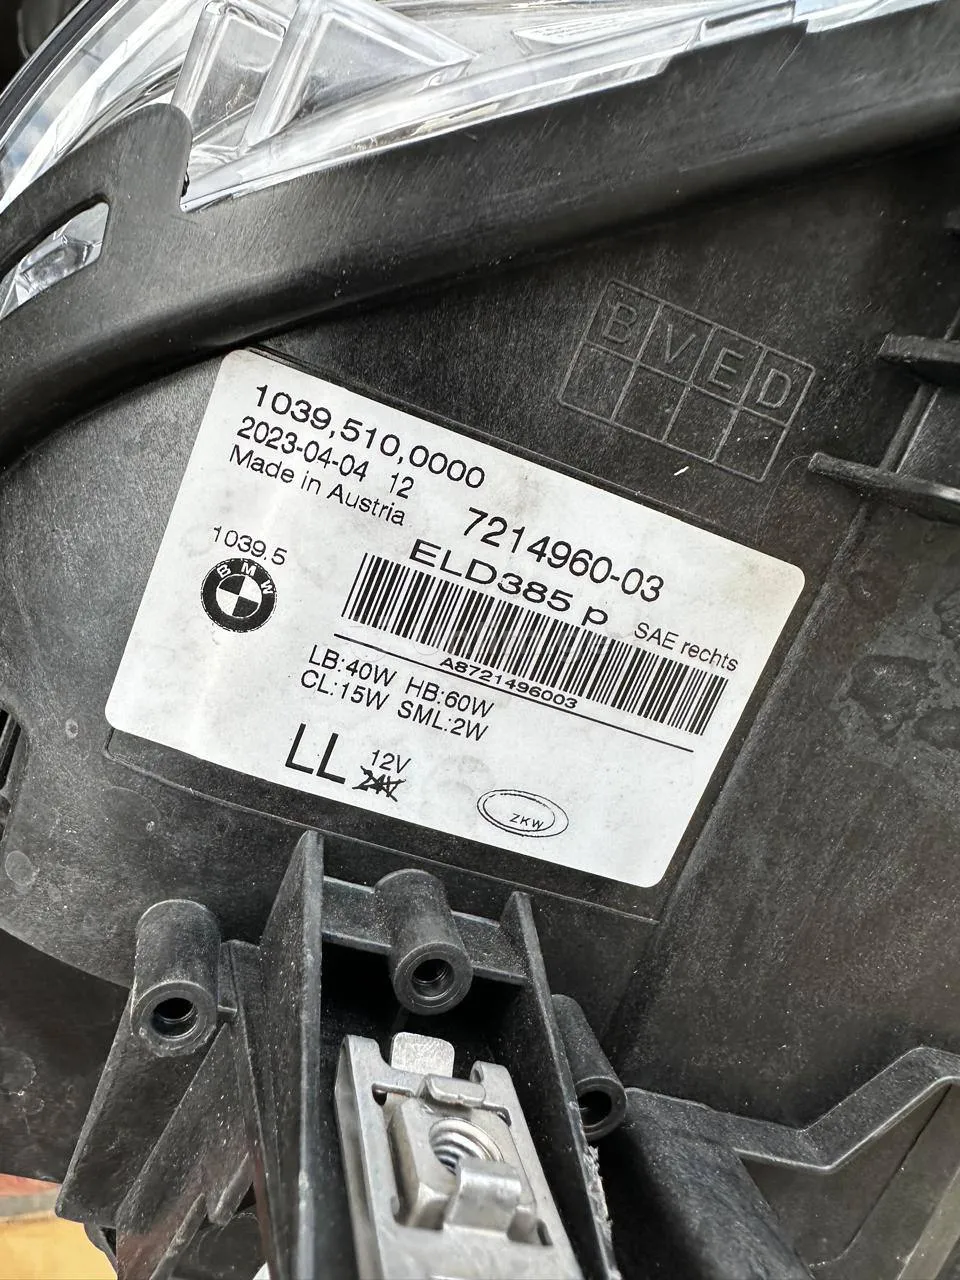 BVED
1039,510,0000
2023-04-04 12
Made in Austria
7214960-03
1039.5
BMW
ELD385 p
SAE rechts
A8721496003
LB:40W HB:60W
CL:15W SML:2W
LL 12V
24V
ZKW